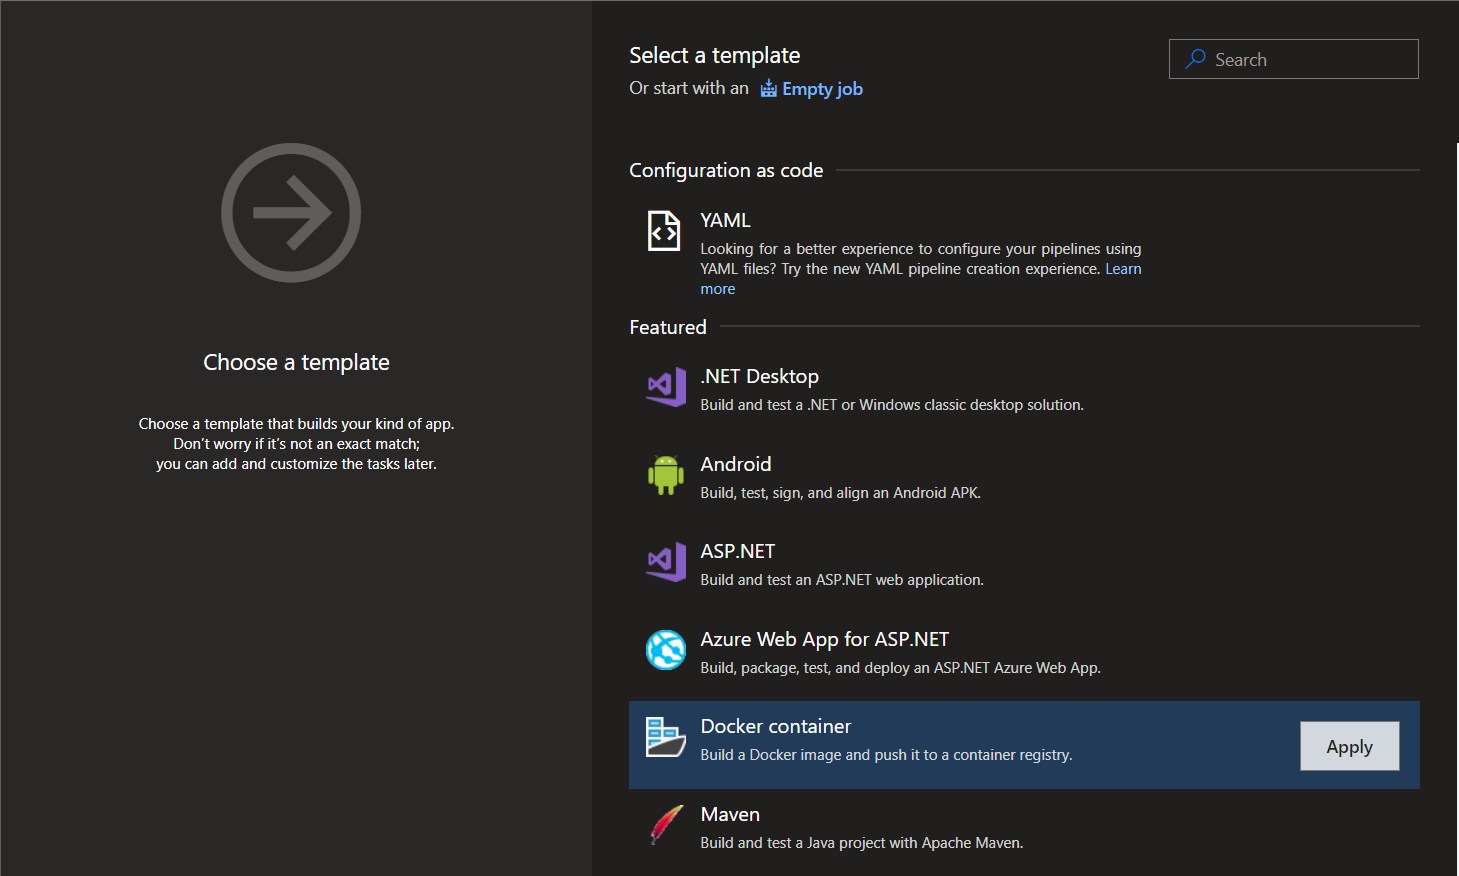 Choose a template
Choose a template that builds your kind of app.
Don't worry if it's not an exact match;
you can add and customize the tasks later.
Select a template
Or start with an Empty job
Search
Configuration as code
YAML
Looking for a better experience to configure your pipelines using
YAML files? Try the new YAML pipeline creation experience. Learn
more
Featured
.NET Desktop
Build and test a .NET or Windows classic desktop solution.
Android
Build, test, sign, and align an Android APK.
ASP.NET
Build and test an ASP.NET web application.
Azure Web App for ASP.NET
Build, package, test, and deploy an ASP.NET Azure Web App.
Docker container
Build a Docker image and push it to a container registry.
Apply
Maven
Build and test a Java project with Apache Maven.